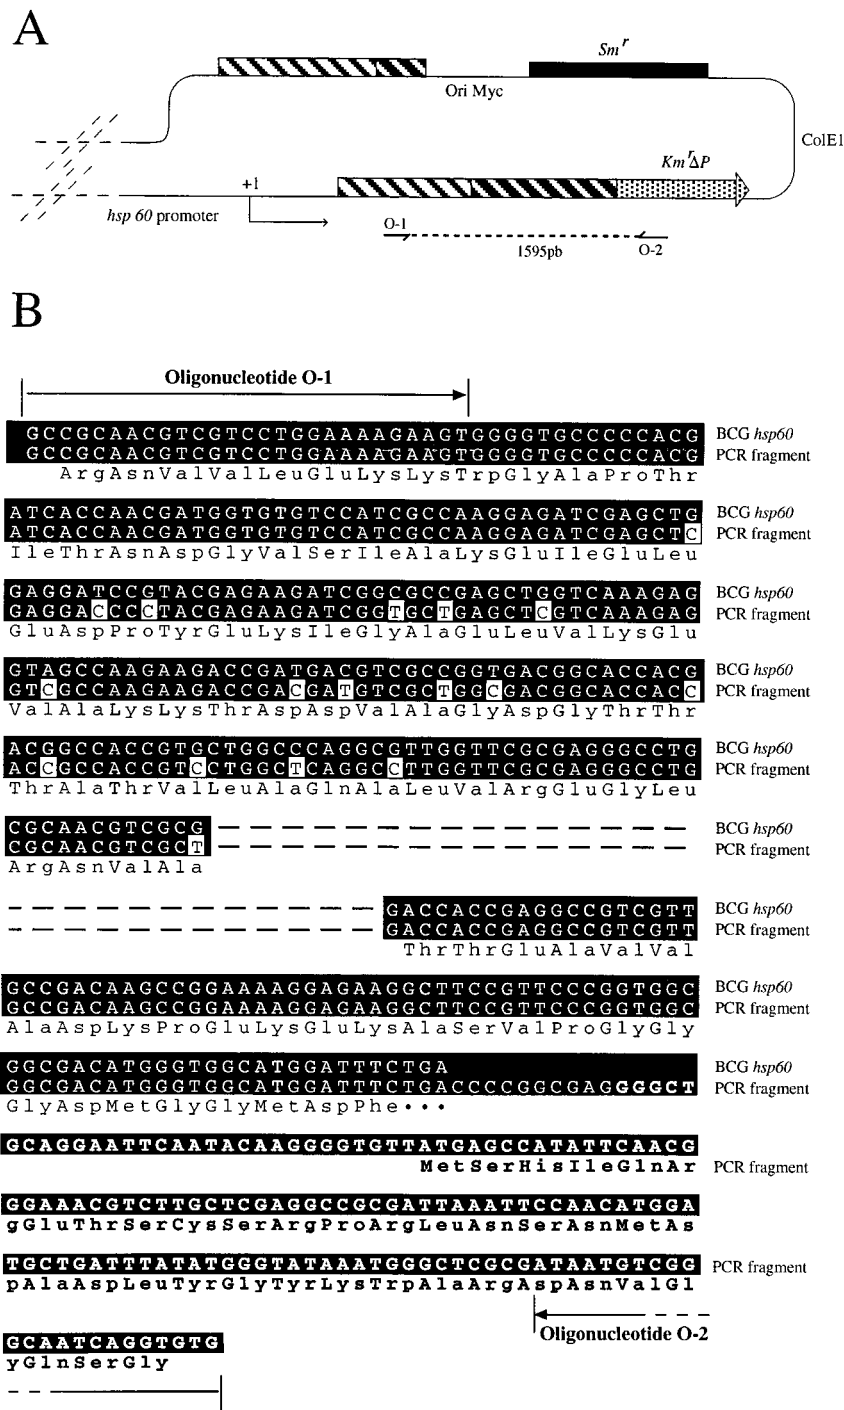 A
Sm r
Ori Myc
ColE1
Km r ΔP
+1
hsp 60 promoter
O-1
1595pb
O-2
B
Oligonucleotide O-1
GCCGCAACGTCGTCCTGGAAAAGAAGTGGGGTGCCCCCACG BCG hsp60
GCCGCAACGTCGTCCTGGAAAAGAAGTGGGGTGCCCCCACG PCR fragment
ArgAsnValValLeuGluLysLysTrpGlyAlaProThr
ATCACCAACGATGGTGTGTCCATCGCCAAGGAGATCGAGCTG BCG hsp60
ATCACCAACGATGGTGTGTCCATCGCCAAGGAGATCGAGCTC PCR fragment
IleThrAsnAspGlyValSerIleAlaLysGluIleGluLeu
GAGGATCCGTACGAGAAGATCGGCGCCGAGCTGGTCAAAGAG BCG hsp60
GAGGACCCCTACGAGAAGATCGGTGCTGAGCTCGTCAAAGAG PCR fragment
GluAspProTyrGluLysIleGlyAlaGluLeuValLysGlu
GTAGCCAAGAAGACCGATGACGTCGCCGGTGACGGCACCACG BCG hsp60
GTCGCCAAGAAGACCGACGATGTCGCTGGCGACGGCACCACC PCR fragment
ValAlaLysLysThrAspAspValAlaGlyAspGlyThrThr
ACGGCCACCGTGCTGGCCCAGGCGTTGGTTCGCGAGGGCCTG BCG hsp60
ACCGCCACCGTCCTGGCTCAGGCCTTGGTTCGCGAGGGCCTG PCR fragment
ThrAlaThrValLeuAlaGlnAlaLeuValArgGluGlyLeu
CGCAACGTCGCG BCG hsp60
CGCAACGTCGCT PCR fragment
ArgAsnValAla
GACCACCGAGGCCGTCGTT BCG hsp60
GACCACCGAGGCCGTCGTT PCR fragment
ThrThrGluAlaValVal
GCCGACAAGCCGGAAAAGGAGAAGGCTTCCGTTCCCGGTGGC BCG hsp60
GCCGACAAGCCGGAAAAGGAGAAGGCTTCCGTTCCCGGTGGC PCR fragment
AlaAspLysProGluLysGluLysAlaSerValProGlyGly
GGCGACATGGGTGGCATGGATTTCTGA BCG hsp60
GGCGACATGGGTGGCATGGATTTCTGACCCCGGCGAGGGGCT PCR fragment
GlyAspMetGlyGlyMetAspPhe•••
GCAGGAATTCAATACAAGGGGTGTTATGAGCCATATTCAACG
MetSerHisIleGlnAr PCR fragment
GGAAACGTCTTGCTCGAGGCCGCGATTAAATTCCAACATGGA
gGluThrSerCysSerArgProArgLeuAsnSerAsnMetAs
TGCTGATTTATATGGGTATAAATGGGCTCGCGATAATGTCGG PCR fragment
pAlaAspLeuTyrGlyTyrLysTrpAlaArgAspAsnValGl
Oligonucleotide O-2
GCAATCAGGTGTG
yGlnSerGly